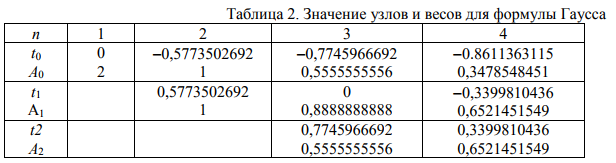 Таблица 2. Значение узлов и весов для формулы Гаусса
n 1 2 3 4
t0 0 −0,5773502692 −0,7745966692 −0.8611363115
A0 2 1 0,5555555556 0,3478548451
t1 0,5773502692 0 −0,3399810436
A1 1 0,8888888888 0,6521451549
t2 0,7745966692 0,3399810436
A2 0,5555555556 0,6521451549